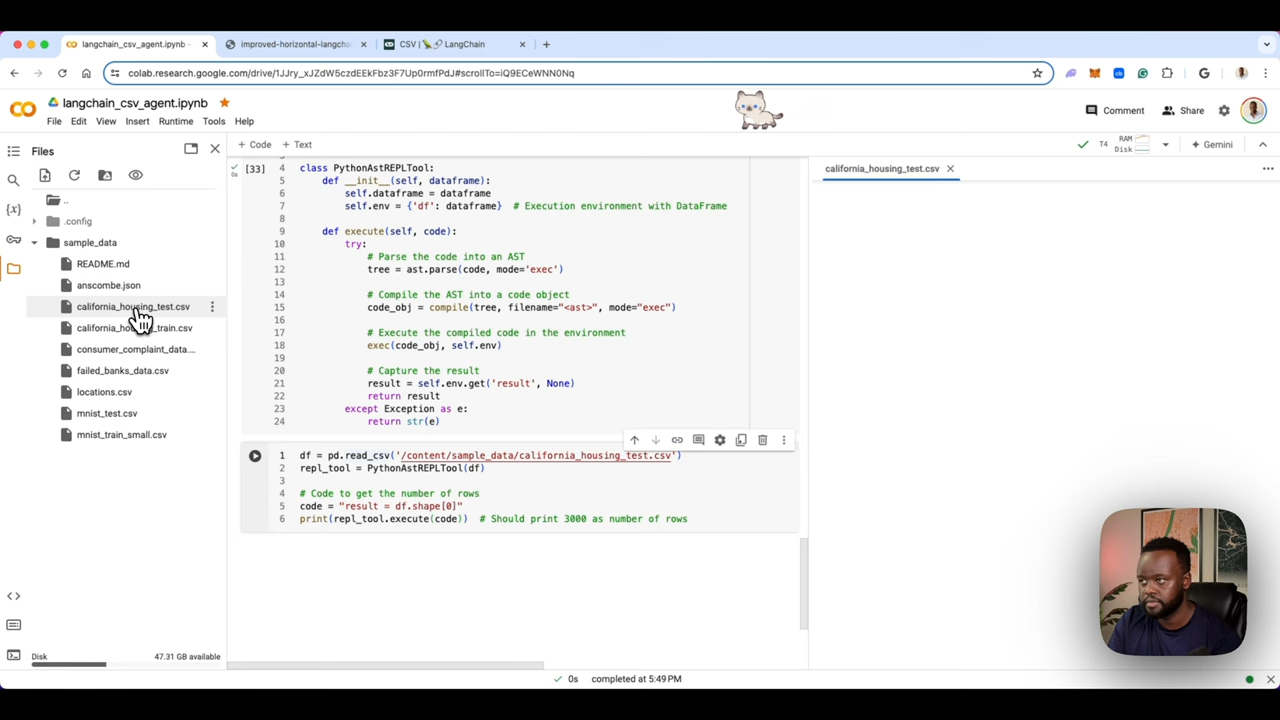 langchain_csv_agent.ipynb -
improved-horizontal-langch
CSV | 🦜🔗 LangChain
colab.research.google.com/drive/1JJry_xJZdW5czdEEkFbz3F7Up0rmfPdJ#scrollTo=iQ9ECeWNN0Nq
langchain_csv_agent.ipynb
File Edit View Insert Runtime Tools Help
Comment
Share
Files
+ Code + Text
T4
RAM
Disk
Gemini
..
.config
sample_data
README.md
anscombe.json
california_housing_test.csv
california_ho train.csv
consumer_complaint_data....
failed_banks_data.csv
locations.csv
mnist_test.csv
mnist_train_small.csv
Disk
47.31 GB available
[33]
0s
4 class PythonAstREPLTool:
5 def __init__(self, dataframe):
6 self.dataframe = dataframe
7 self.env = {'df': dataframe} # Execution environment with DataFrame
8
9 def execute(self, code):
10 try:
11 # Parse the code into an AST
12 tree = ast.parse(code, mode='exec')
13
14 # Compile the AST into a code object
15 code_obj = compile(tree, filename="<ast>", mode="exec")
16
17 # Execute the compiled code in the environment
18 exec(code_obj, self.env)
19
20 # Capture the result
21 result = self.env.get('result', None)
22 return result
23 except Exception as e:
24 return str(e)
1 df = pd.read_csv('/content/sample_data/california_housing_test.csv')
2 repl_tool = PythonAstREPLTool(df)
3
4 # Code to get the number of rows
5 code = "result = df.shape[0]"
6 print(repl_tool.execute(code)) # Should print 3000 as number of rows
california_housing_test.csv
0s completed at 5:49 PM